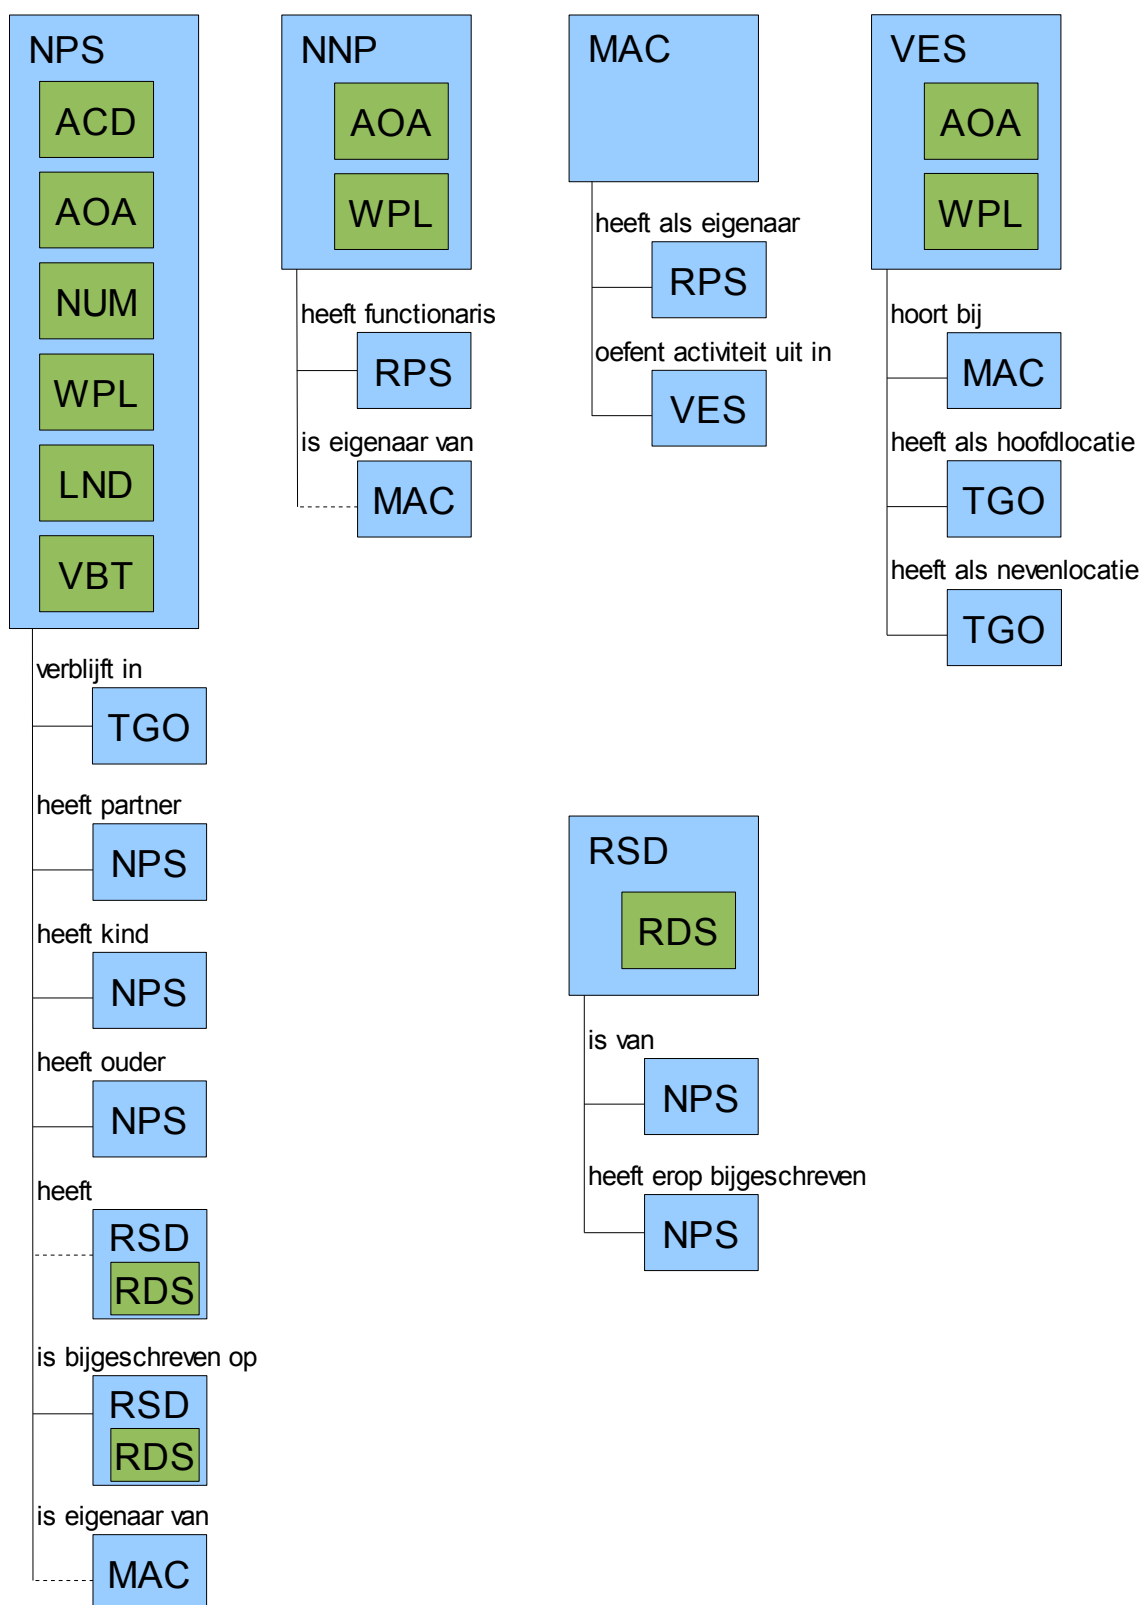 NPS
ACD
AOA
NUM
WPL
LND
VBT
verblijft in
TGO
heeft partner
NPS
heeft kind
NPS
heeft ouder
NPS
heeft
RSD
RDS
is bijgeschreven op
RSD
RDS
is eigenaar van
MAC
NNP
AOA
WPL
heeft functionaris
RPS
is eigenaar van
MAC
MAC
heeft als eigenaar
RPS
oefent activiteit uit in
VES
VES
AOA
WPL
hoort bij
MAC
heeft als hoofdlocatie
TGO
heeft als nevenlocatie
TGO
RSD
RDS
is van
NPS
heeft erop bijgeschreven
NPS